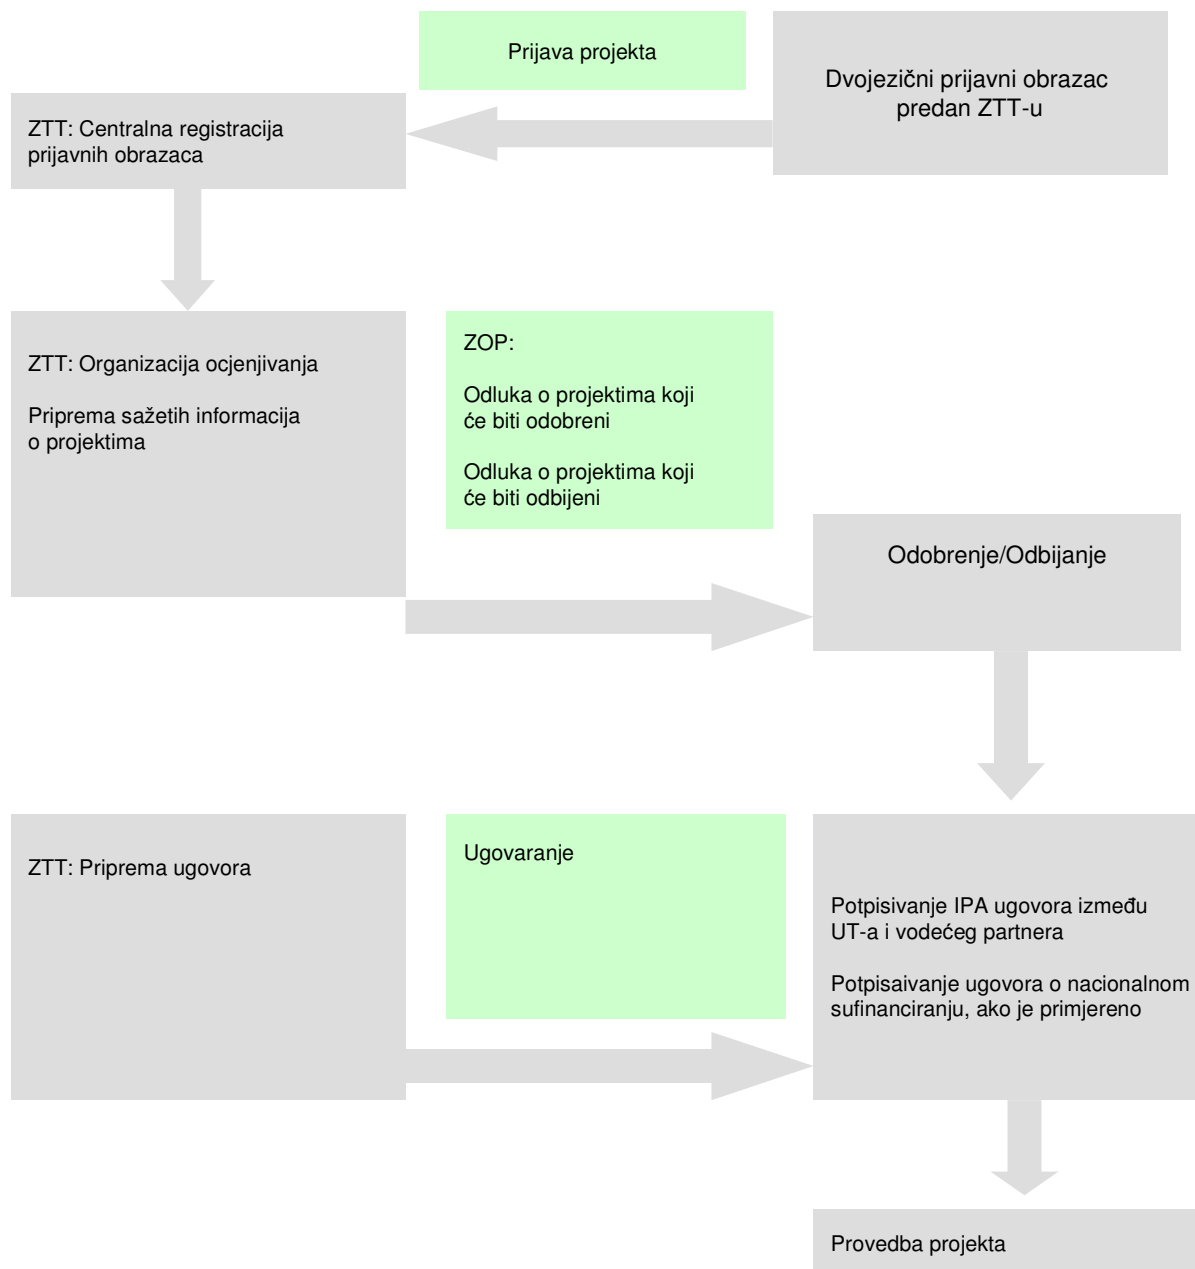 Prijava projekta
Dvojezični prijavni obrazac
predan ZTT-u
ZTT: Centralna registracija
prijavnih obrazaca
ZTT: Organizacija ocjenjivanja
Priprema sažetih informacija
o projektima
ZOP:
Odluka o projektima koji
će biti odobreni
Odluka o projektima koji
će biti odbijeni
Odobrenje/Odbijanje
ZTT: Priprema ugovora
Ugovaranje
Potpisivanje IPA ugovora između
UT-a i vodećeg partnera
Potpisaivanje ugovora o nacionalnom
sufinanciranju, ako je primjereno
Provedba projekta